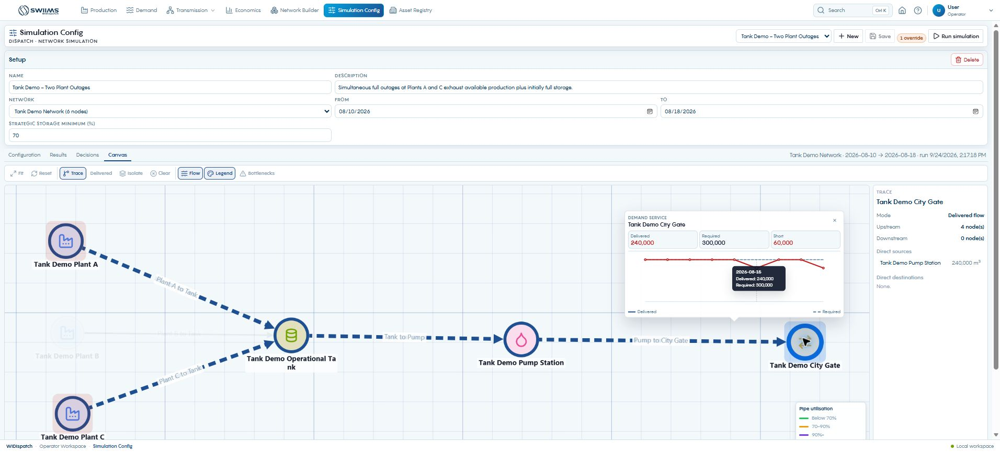 SWIIMS
WIDispatch
Production
Demand
Transmission
Economics
Network Builder
Simulation Config
Asset Registry
Search
Ctrl K
U
User
Operator
Simulation Config
DISPATCH · NETWORK SIMULATION
Tank Demo – Two Plant Outages
New
Save
1 override
Run simulation
Setup
Delete
NAME
DESCRIPTION
Tank Demo – Two Plant Outages
Simultaneous full outages at Plants A and C exhaust available production plus initially full storage.
NETWORK
FROM
TO
Tank Demo Network (6 nodes)
08/10/2026
08/18/2026
STRATEGIC STORAGE MINIMUM (%)
70
Configuration
Results
Decisions
Canvas
Tank Demo Network · 2026-08-10 → 2026-08-18 · run 9/24/2026, 2:17:18 PM
Fit
Reset
Trace
Delivered
Isolate
Clear
Flow
Legend
Bottlenecks
TRACE
Tank Demo City Gate
Mode
Delivered flow
Upstream
4 node(s)
Downstream
0 node(s)
Direct sources
Tank Demo Pump Station
240,000 m³
Direct destinations
None.
DEMAND SERVICE
Tank Demo City Gate
×
Delivered
240,000
Required
300,000
Short
60,000
2026-08-15
Delivered: 240,000
Required: 300,000
Delivered
Required
Tank Demo Plant A
Plant A to Tank
Plant B to Tank
Tank Demo Plant B
Tank Demo Operational Ta
nk
Tank to Pump
Tank Demo Pump Station
Pump to City Gate
Tank Demo City Gate
Plant C to Tank
Tank Demo Plant C
Pipe utilisation
Below 70%
70–90%
90%+
WIDispatch · Operator Workspace · Simulation Config
Local workspace